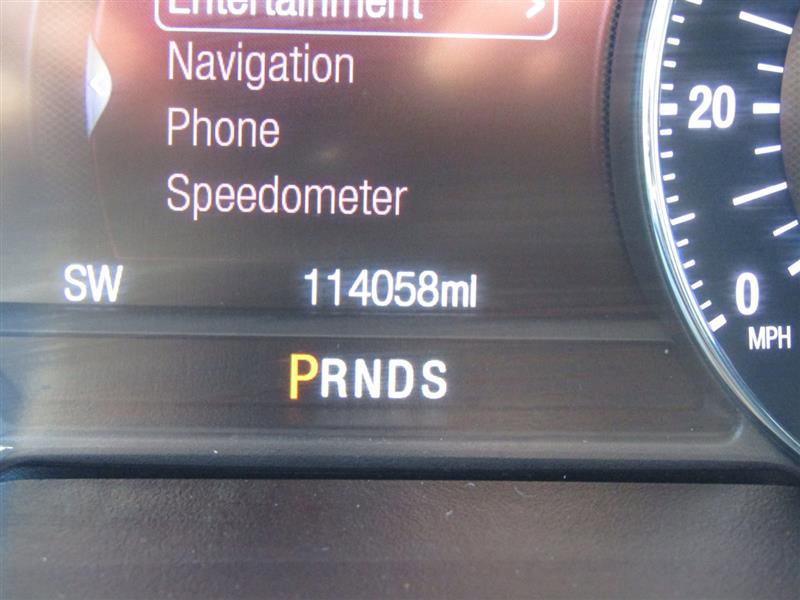 Entertainment >
Navigation
Phone
Speedometer
SW 114058mi
PRNDS
20
0
MPH